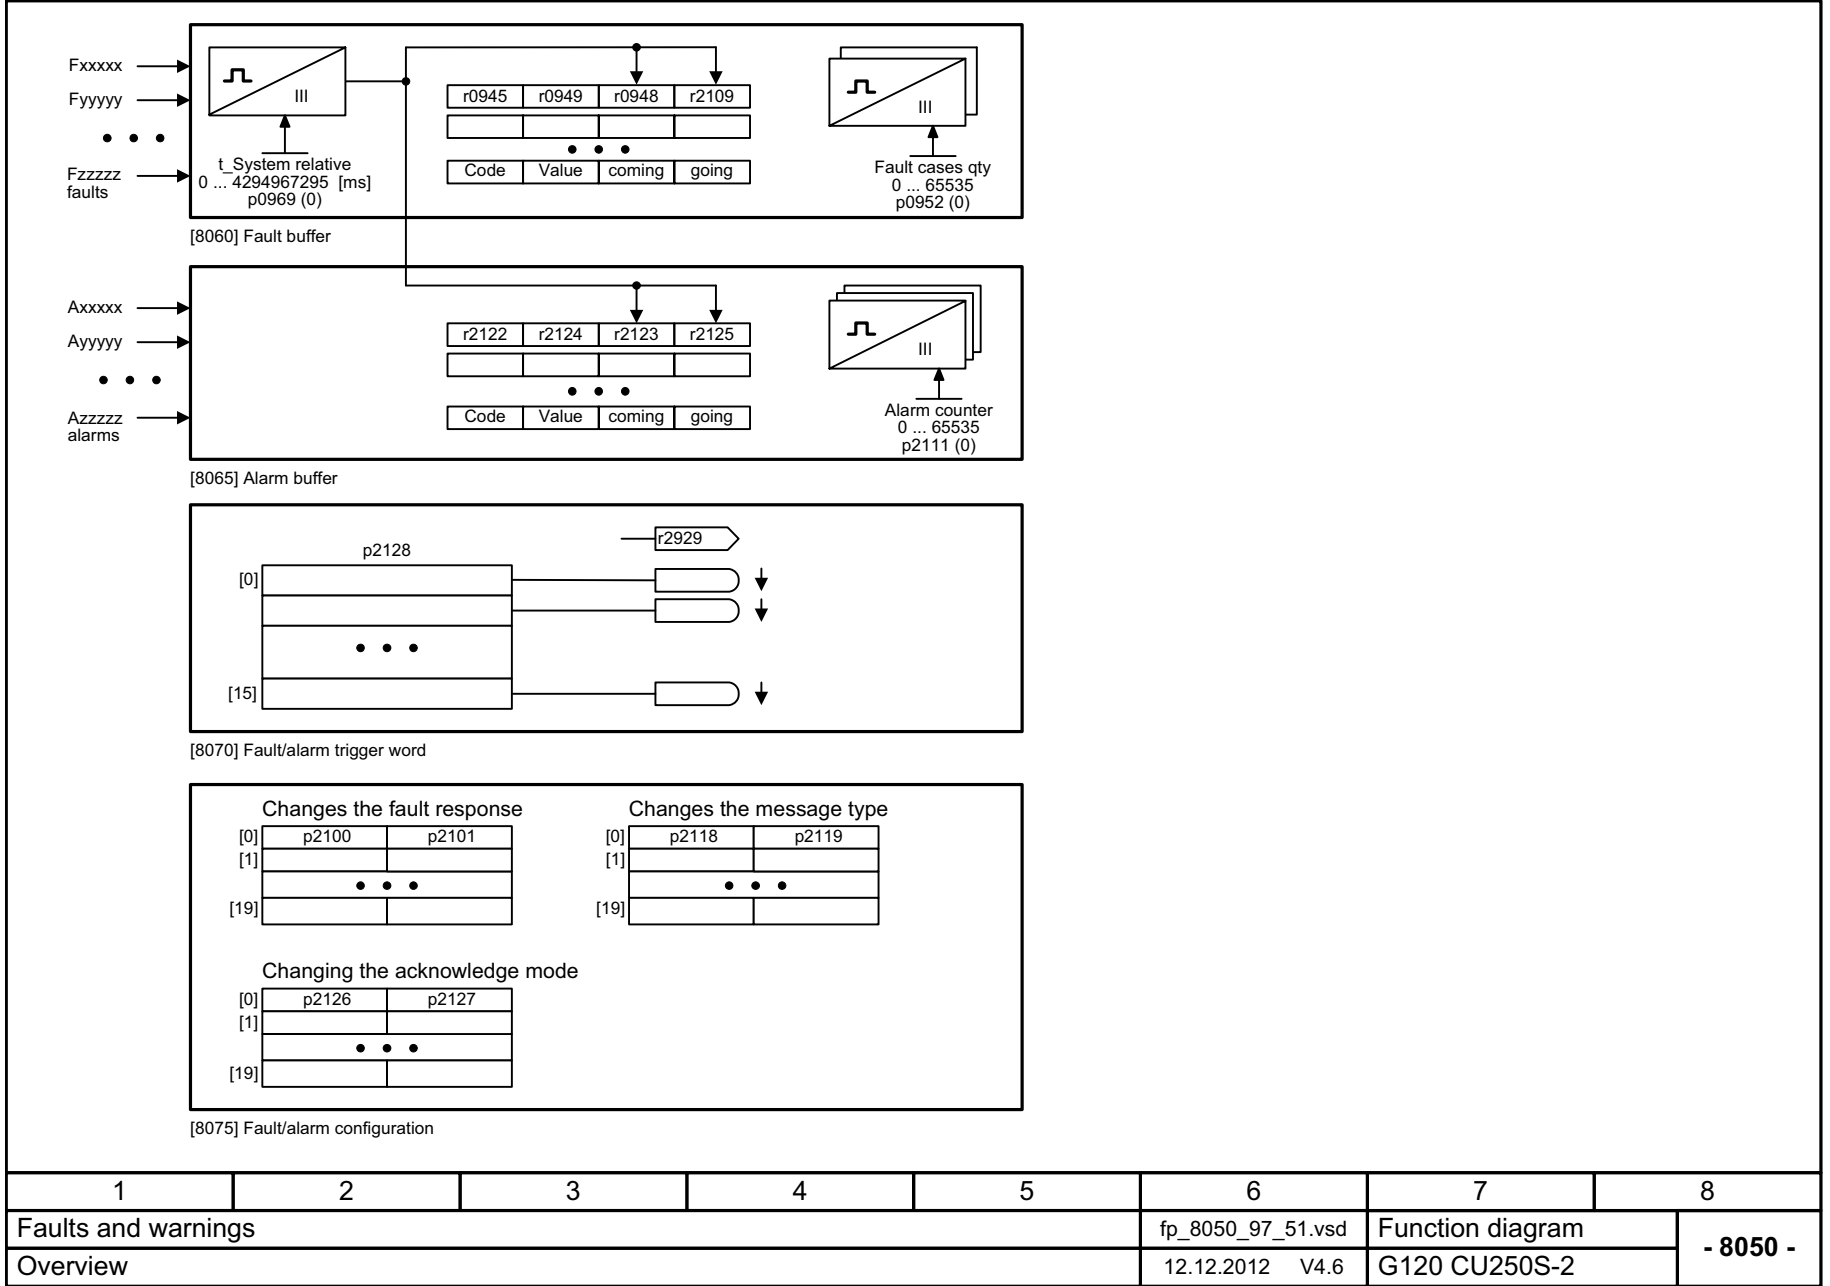 Fxxxxx
Fyyyyy
Fzzzzz
faults
III
t_System relative
0 ... 4294967295 [ms]
p0969 (0)
r0945 r0949 r0948 r2109
Code Value coming going
III
Fault cases qty
0 ... 65535
p0952 (0)
[8060] Fault buffer
Axxxxx
Ayyyyy
Azzzzz
alarms
r2122 r2124 r2123 r2125
Code Value coming going
III
Alarm counter
0 ... 65535
p2111 (0)
[8065] Alarm buffer
p2128
r2929
[0]
[15]
[8070] Fault/alarm trigger word
Changes the fault response
[0] p2100 p2101
[1]
[19]
Changes the message type
[0] p2118 p2119
[1]
[19]
Changing the acknowledge mode
[0] p2126 p2127
[1]
[19]
[8075] Fault/alarm configuration
1 2 3 4 5 6 7 8
Faults and warnings fp_8050_97_51.vsd Function diagram
- 8050 -
Overview 12.12.2012 V4.6 G120 CU250S-2